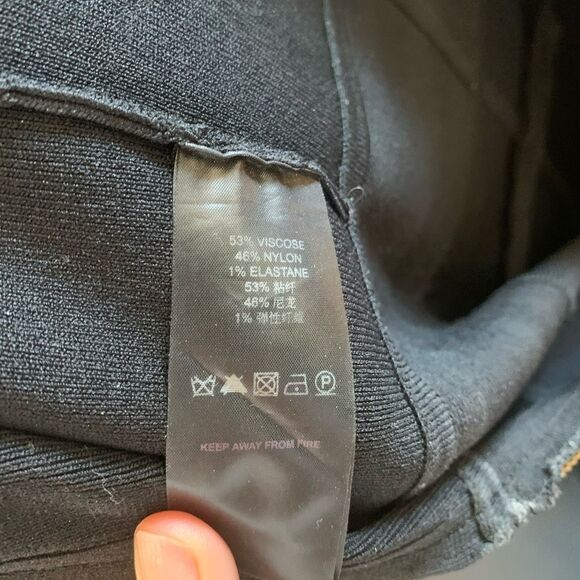 53% VISCOSE
46% NYLON
1% ELASTANE
53% 粘纤
46% 尼龙
1% 弹性纤维
P
KEEP AWAY FROM FIRE